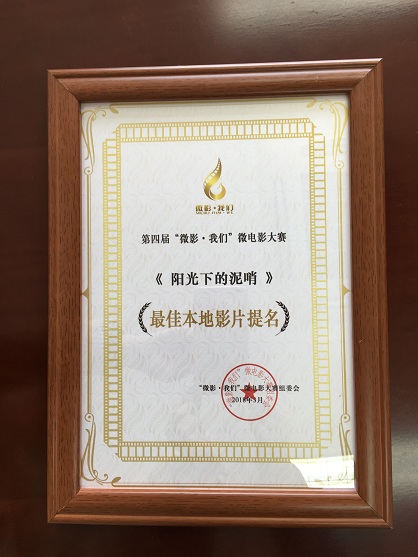 微影·我们
第四届“微影·我们”微电影大赛
《 阳光下的泥哨 》
最佳本地影片提名
“微影·我们”微电影大赛组委会